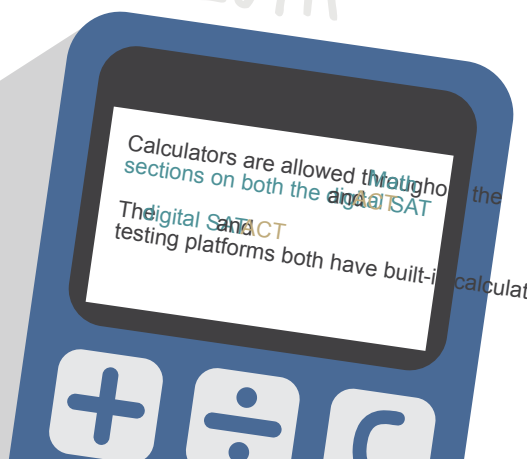 Calculators are allowed throughout the Math
sections on both the digital SAT and ACT
The digital SAT and ACT
testing platforms both have built-in calculat
C